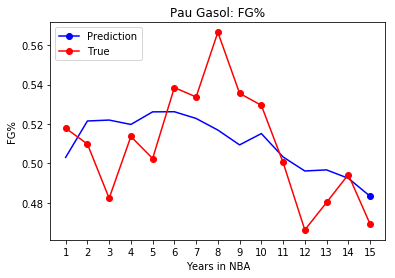 Pau Gasol: FG%
Prediction
True
0.56
0.54
0.52
0.50
0.48
FG%
1 2 3 4 5 6 7 8 9 10 11 12 13 14 15
Years in NBA